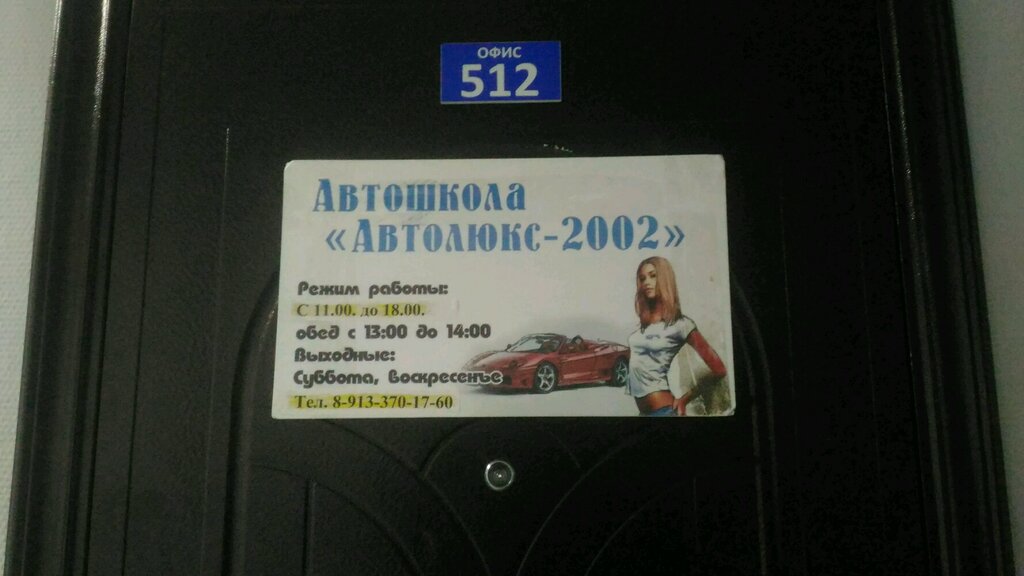 ОФИС
512
Автошкола
«Автолюкс-2002»
Режим работы:
С 11.00. до 18.00.
обед с 13:00 до 14:00
Выходные:
Суббота, воскресенье
Тел. 8-913-370-17-60